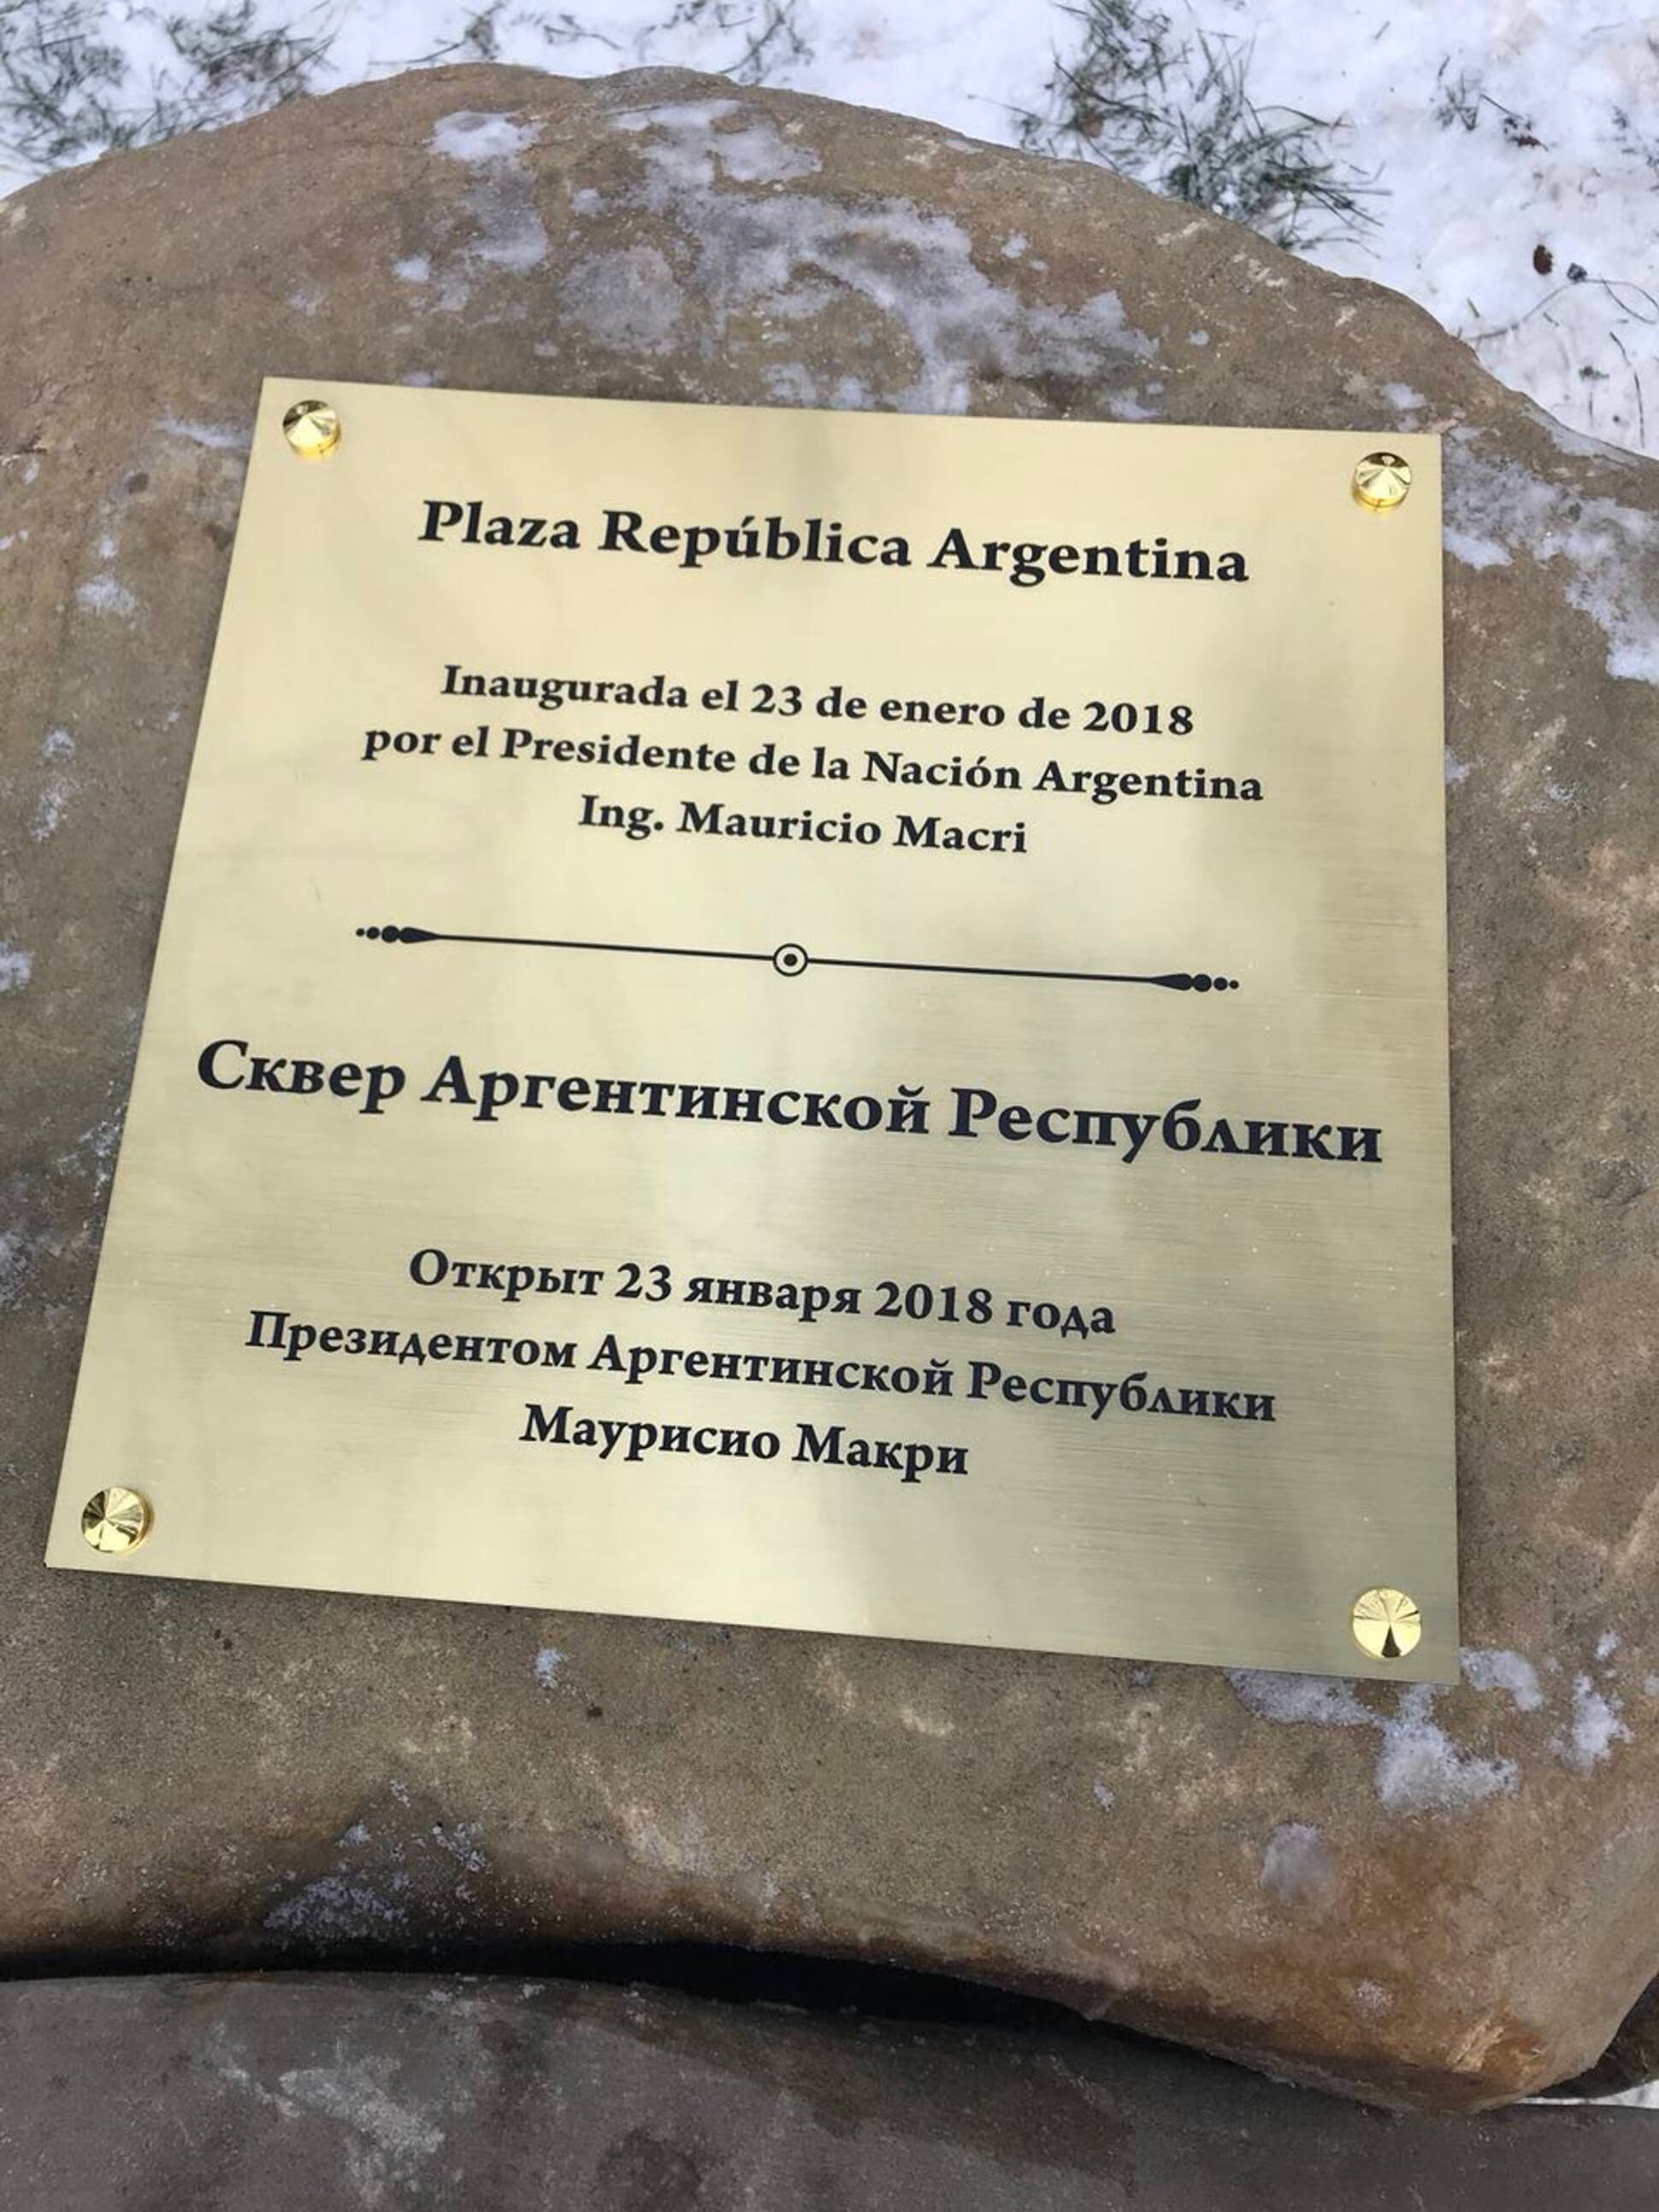 Plaza República Argentina
Inaugurada el 23 de enero de 2018
por el Presidente de la Nación Argentina
Ing. Mauricio Macri
Сквер Аргентинской Республики
Открыт 23 января 2018 года
Президентом Аргентинской Республики
Маурисио Макри